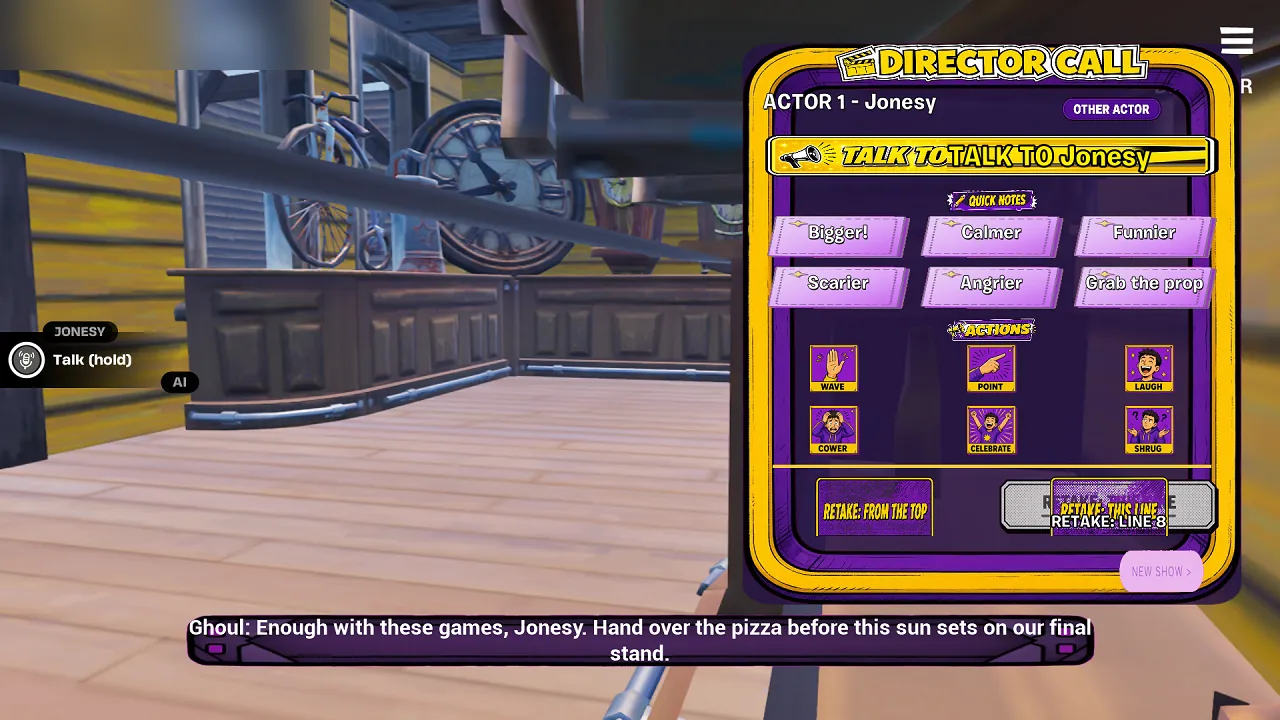 DIRECTOR CALL
R
ACTOR 1 - Jonesy
OTHER ACTOR
TALK TO TALK TO Jonesy
QUICK NOTES
Bigger!
Calmer
Funnier
Scarier
Angrier
Grab the prop
ACTIONS
WAVE
POINT
LAUGH
COWER
CELEBRATE
SHRUG
RETAKE: FROM THE TOP
RETAKE: THIS LINE
RETAKE: LINE 8
NEW SHOW >
JONESY
Talk (hold)
AI
Ghoul: Enough with these games, Jonesy. Hand over the pizza before this sun sets on our final
stand.